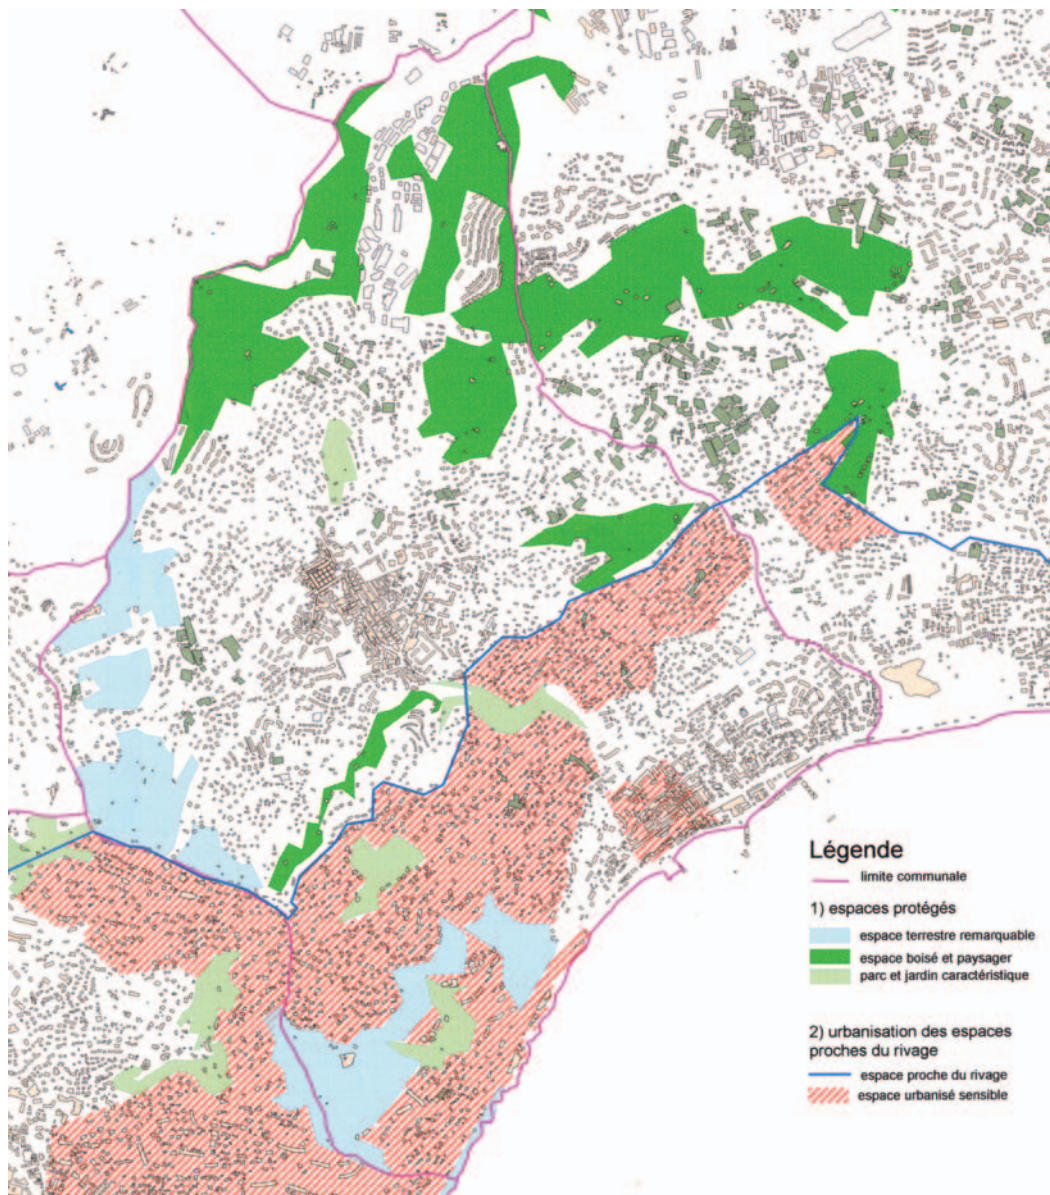 Légende
limite communale
1) espaces protégés
espace terrestre remarquable
espace boisé et paysager
parc et jardin caractéristique
2) urbanisation des espaces
proches du rivage
espace proche du rivage
espace urbanisé sensible